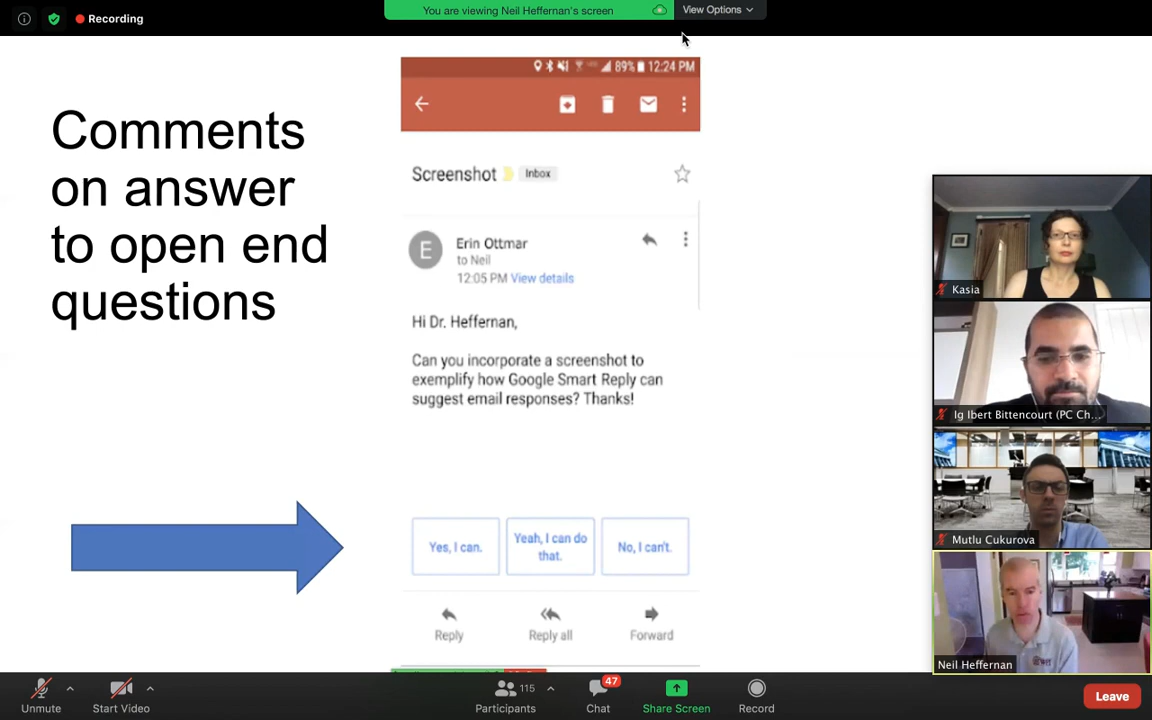 Recording
You are viewing Neil Heffernan's screen
View Options
Comments
on answer
to open end
questions
89% 12:24 PM
Screenshot
Inbox
E
Erin Ottmar
to Neil
12:05 PM View details
Hi Dr. Heffernan,
Can you incorporate a screenshot to
exemplify how Google Smart Reply can
suggest email responses? Thanks!
Yes, I can.
Yeah, I can do
that.
No, I can't.
Reply
Reply all
Forward
Kasia
Ig Ibert Bittencourt (PC Ch...
Mutlu Cukurova
Neil Heffernan
Unmute
Start Video
115
Participants
47
Chat
Share Screen
Record
Leave